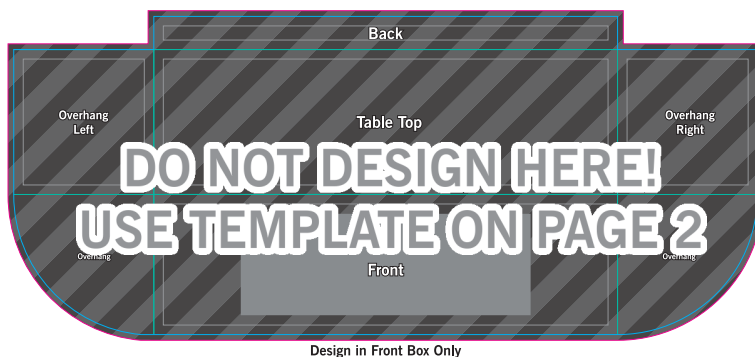 Back
Overhang
Left
Table Top
Overhang
Right
DO NOT DESIGN HERE!
USE TEMPLATE ON PAGE 2
Overhang
Overhang
Front
Design in Front Box Only